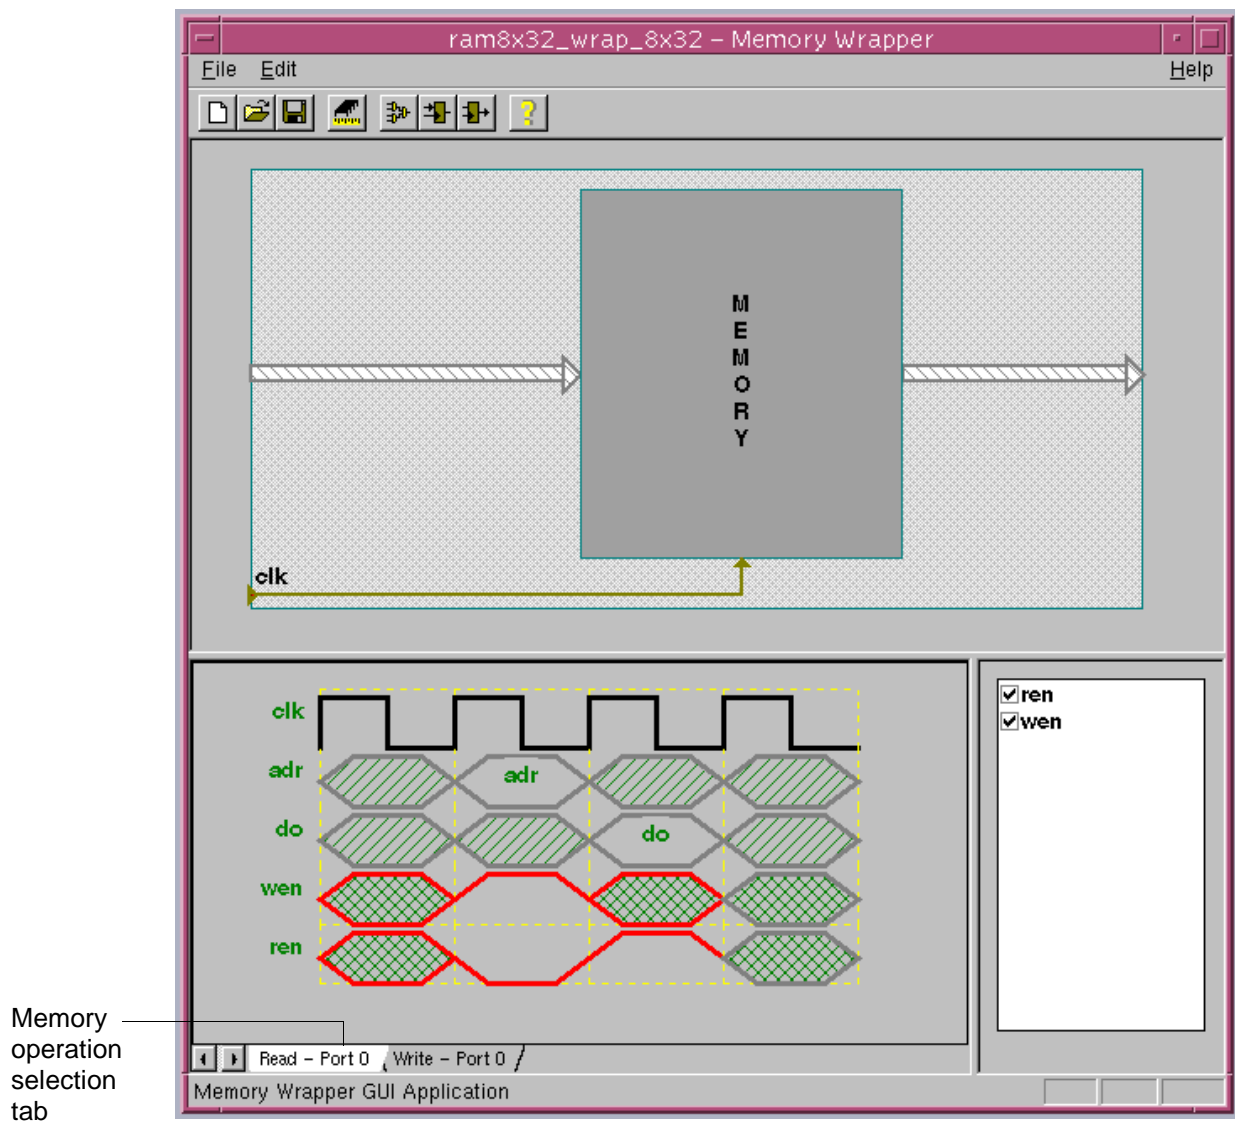 ram8x32_wrap_8x32 – Memory Wrapper
File Edit Help
M
E
M
O
R
Y
clk
clk
adr
adr
do
do
wen
ren
ren
wen
Memory
operation
selection
tab
Read – Port 0 Write – Port 0
Memory Wrapper GUI Application